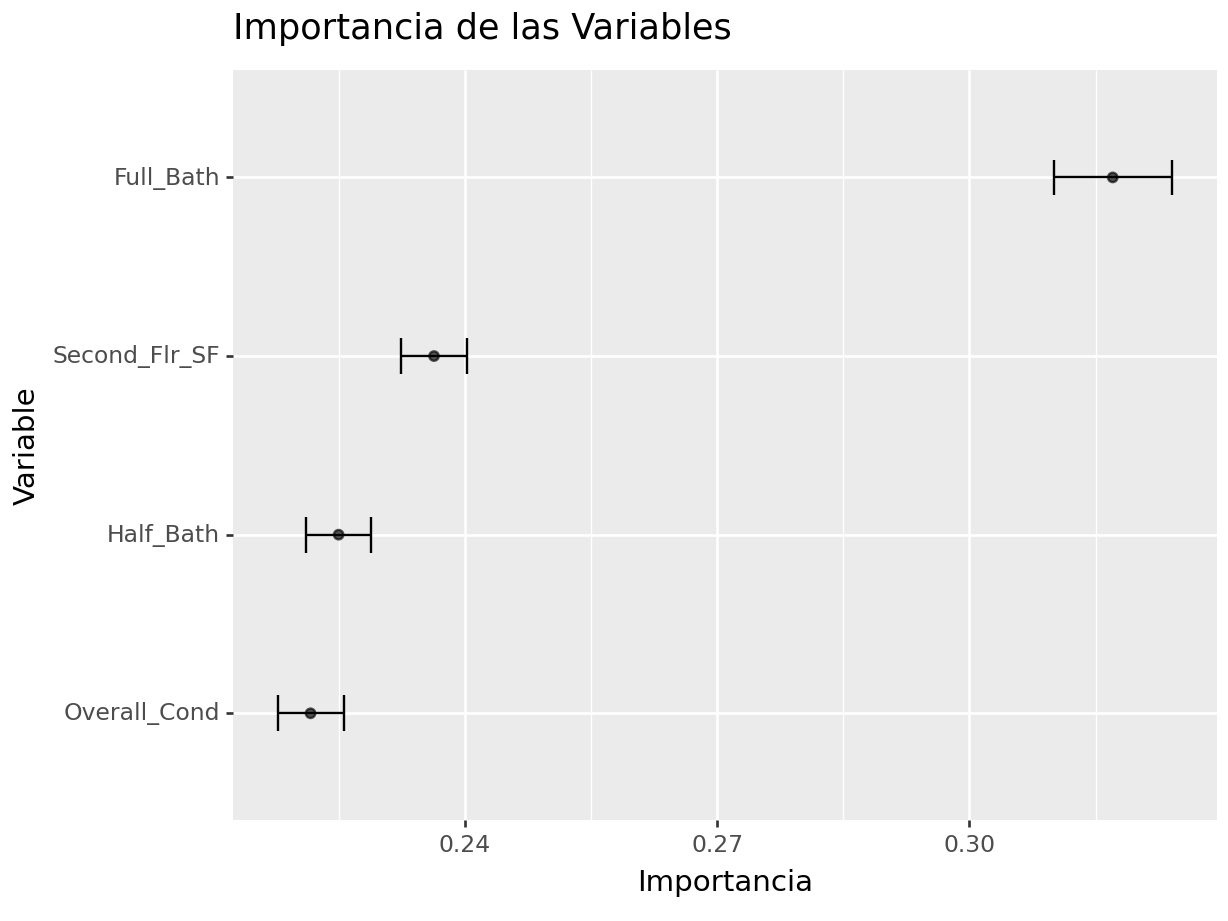 Importancia de las Variables
Variable
Full_Bath
Second_Flr_SF
Half_Bath
Overall_Cond
0.24
0.27
0.30
Importancia